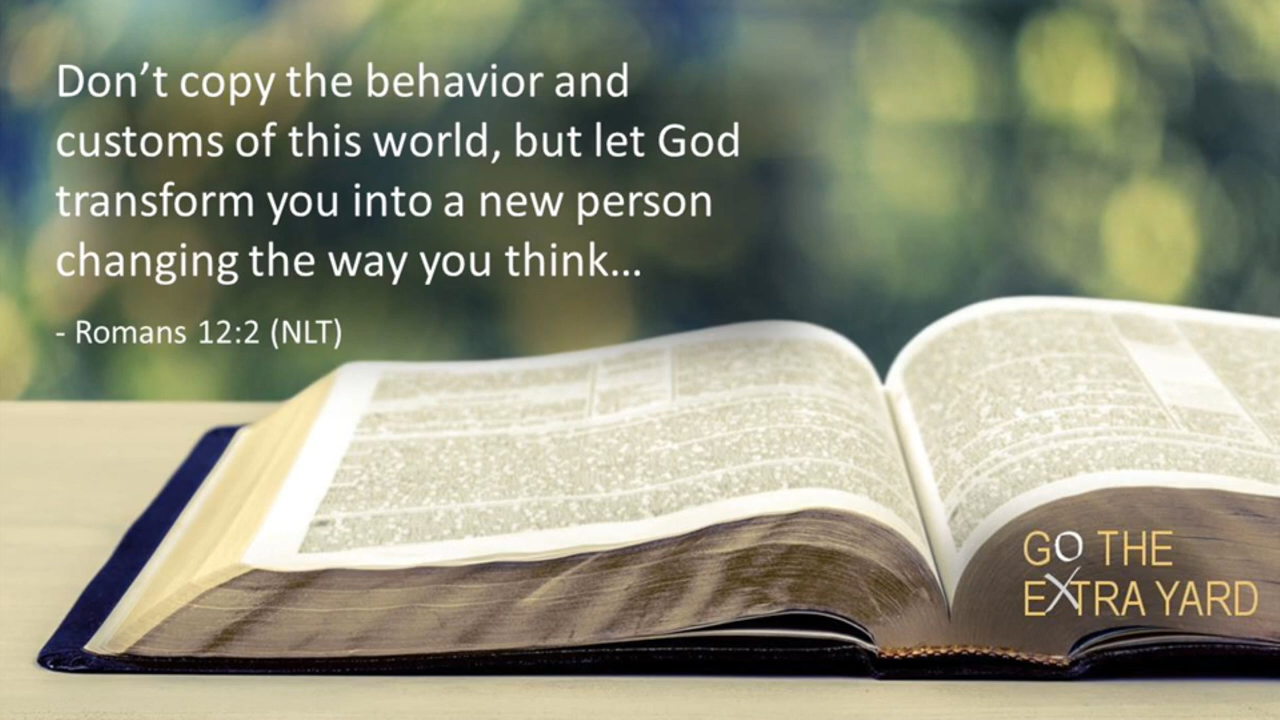 Don’t copy the behavior and
customs of this world, but let God
transform you into a new person
changing the way you think…
- Romans 12:2 (NLT)
GO THE
EXTRA YARD